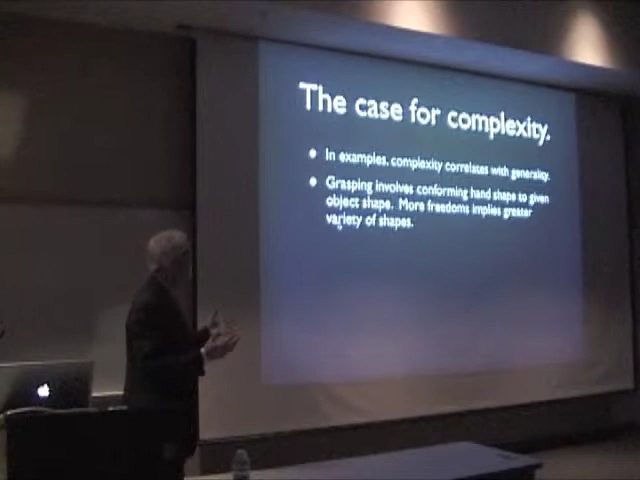 The case for complexity.
In examples, complexity correlates with generality.
Grasping involves conforming hand shape to given
object shape. More freedoms implies greater
variety of shapes.